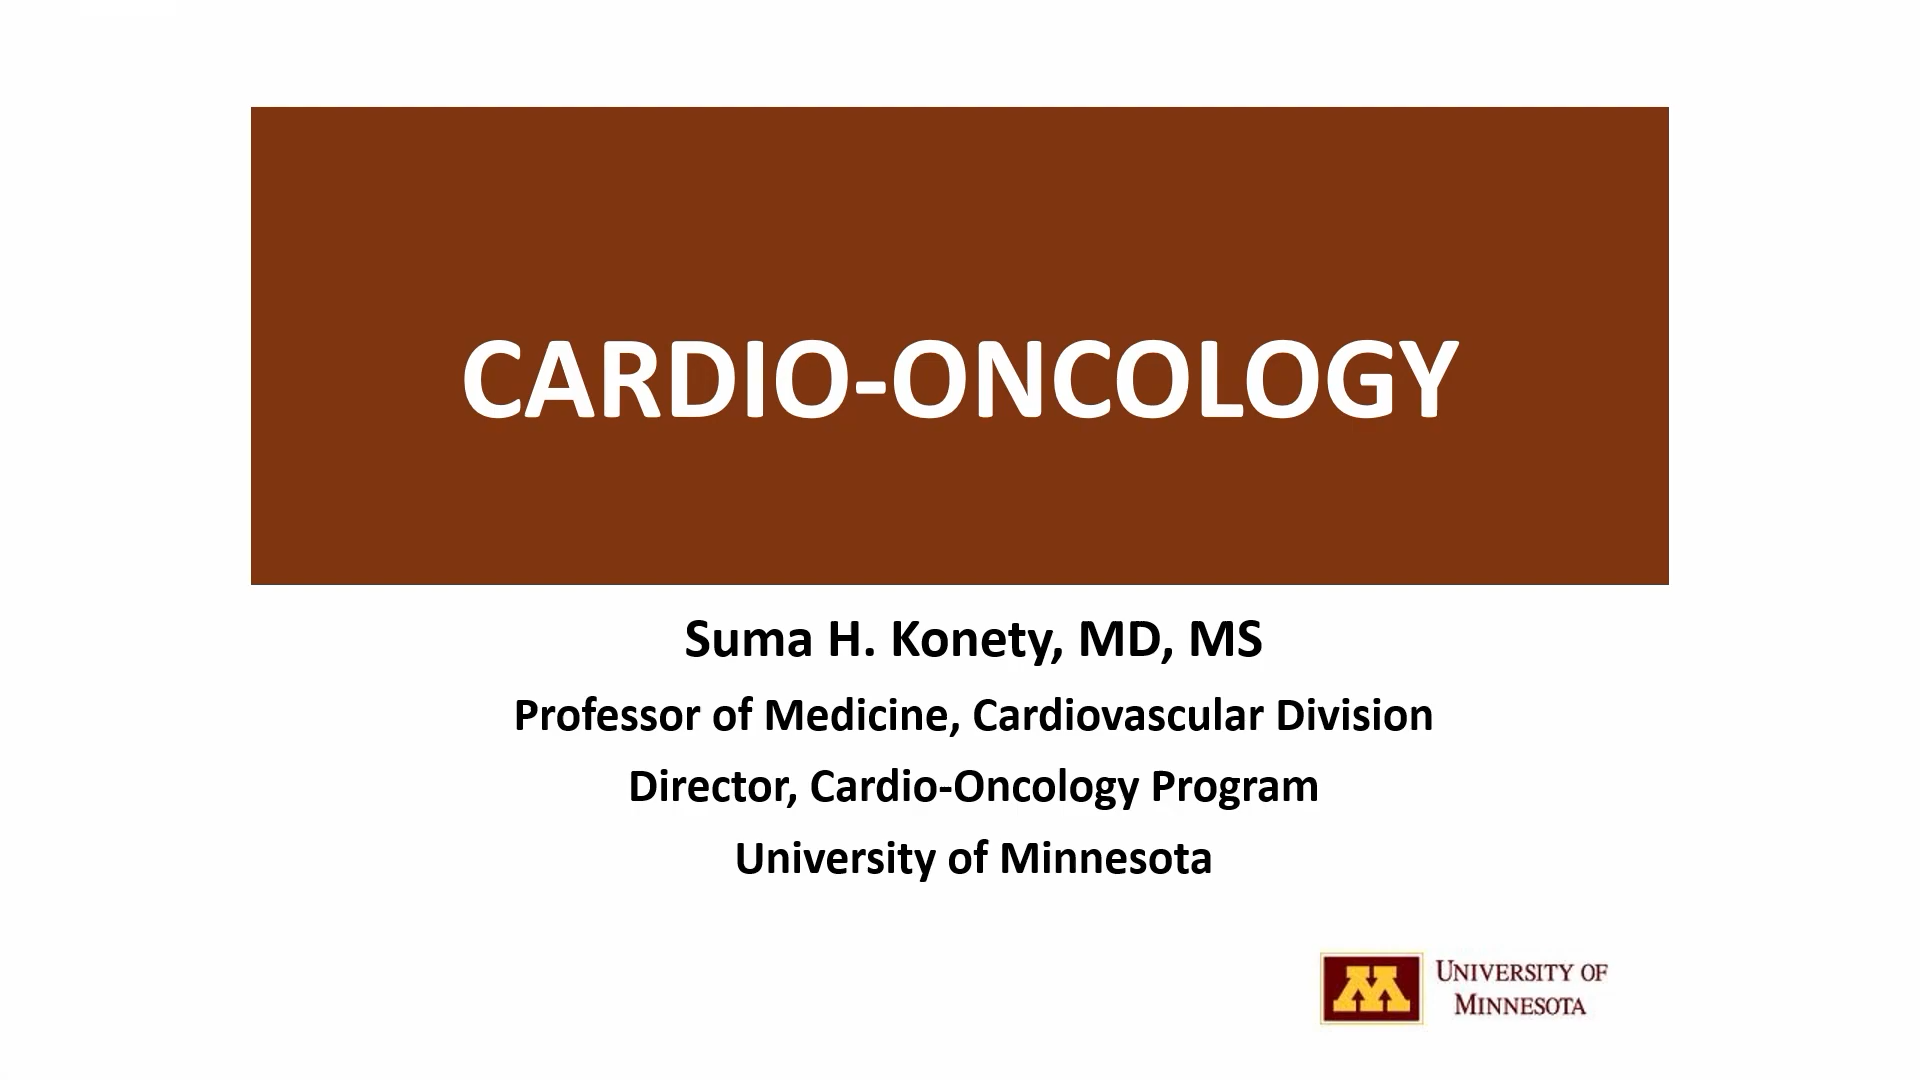 CARDIO-ONCOLOGY
Suma H. Konety, MD, MS
Professor of Medicine, Cardiovascular Division
Director, Cardio-Oncology Program
University of Minnesota
M
UNIVERSITY OF
MINNESOTA